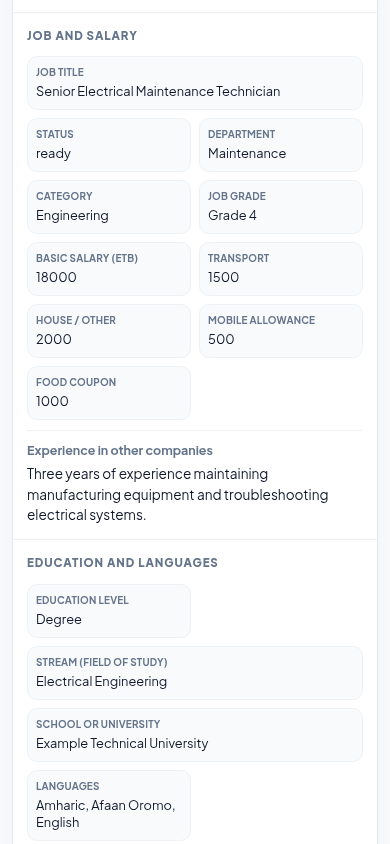 JOB AND SALARY
JOB TITLE
Senior Electrical Maintenance Technician
STATUS
ready
DEPARTMENT
Maintenance
CATEGORY
Engineering
JOB GRADE
Grade 4
BASIC SALARY (ETB)
18000
TRANSPORT
1500
HOUSE / OTHER
2000
MOBILE ALLOWANCE
500
FOOD COUPON
1000
Experience in other companies
Three years of experience maintaining
manufacturing equipment and troubleshooting
electrical systems.
EDUCATION AND LANGUAGES
EDUCATION LEVEL
Degree
STREAM (FIELD OF STUDY)
Electrical Engineering
SCHOOL OR UNIVERSITY
Example Technical University
LANGUAGES
Amharic, Afaan Oromo,
English